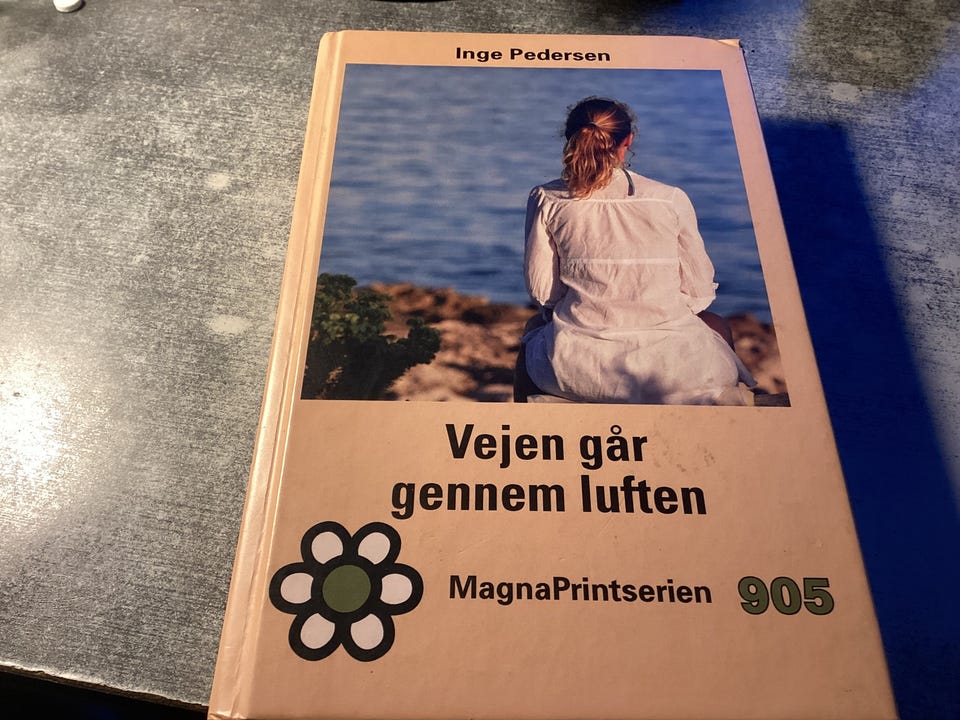 Inge Pedersen
Vejen går
gennem luften
MagnaPrintserien 905